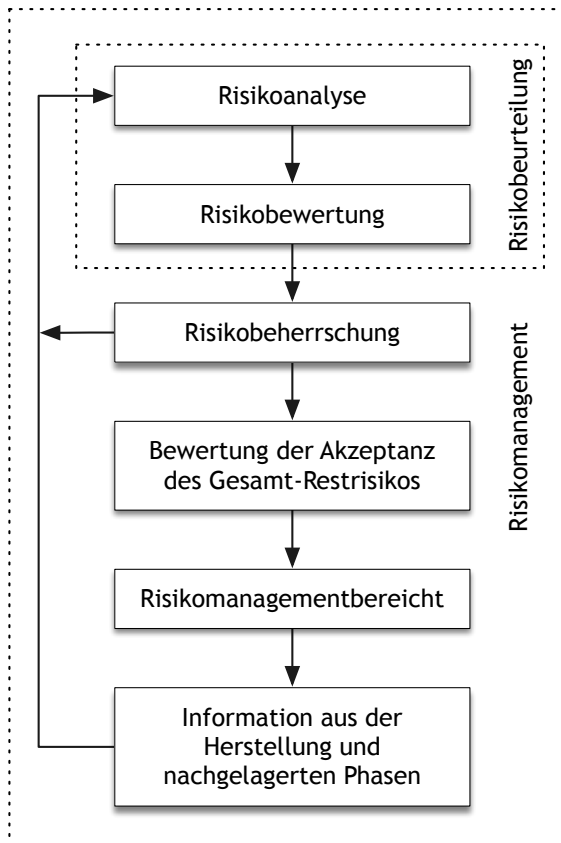 Risikoanalyse
Risikobewertung
Risikobeurteilung
Risikobeherrschung
Bewertung der Akzeptanz
des Gesamt-Restrisikos
Risikomanagementbereicht
Information aus der
Herstellung und
nachgelagerten Phasen
Risikomanagement